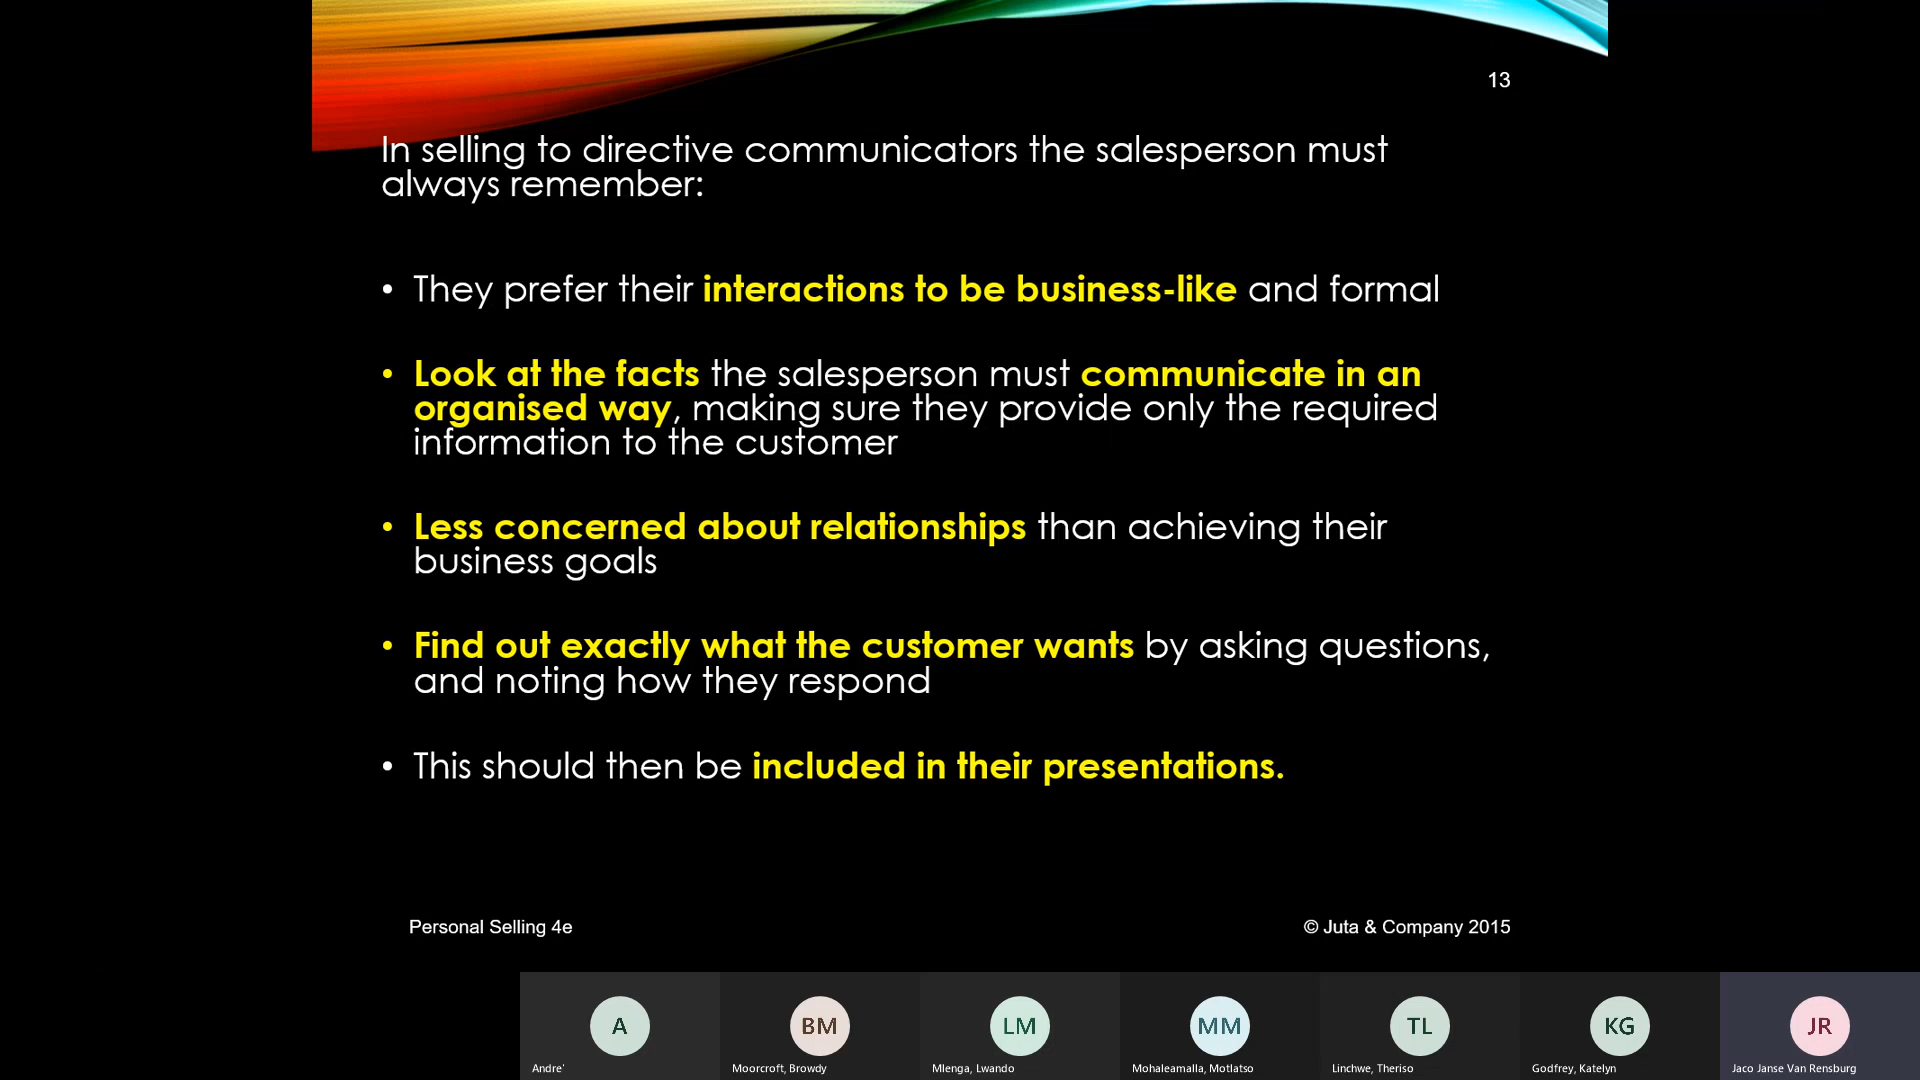 13
In selling to directive communicators the salesperson must
always remember:
• They prefer their interactions to be business-like and formal
• Look at the facts the salesperson must communicate in an
organised way, making sure they provide only the required
information to the customer
• Less concerned about relationships than achieving their
business goals
• Find out exactly what the customer wants by asking questions,
and noting how they respond
• This should then be included in their presentations.
Personal Selling 4e
© Juta & Company 2015
A
BM
LM
MM
TL
KG
JR
Andre'
Moorcroft, Browdy
Mlenga, Lwando
Mohaleamalla, Motlatso
Linchwe, Theriso
Godfrey, Katelyn
Jaco Janse Van Rensburg